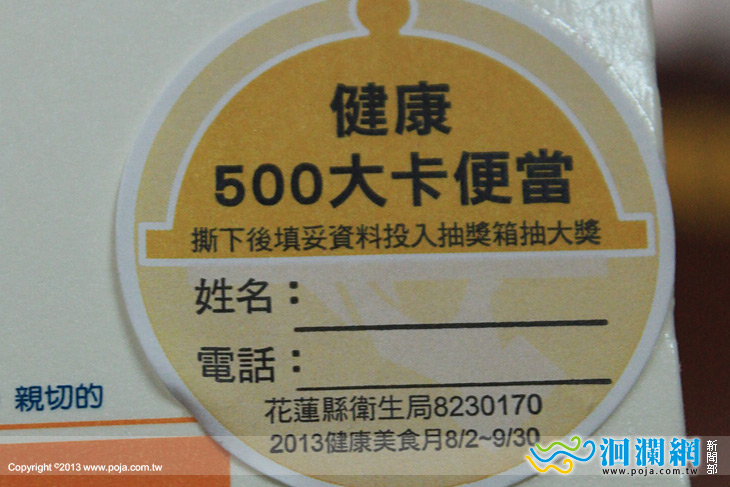 健康
500大卡便當
撕下後填妥資料投入抽獎箱抽大獎
姓名：
電話：
花蓮縣衛生局8230170
2013健康美食月8/2~9/30
親切的
Copyright ©2013 www.poja.com.tw
洄瀾網
新聞部
www.poja.com.tw